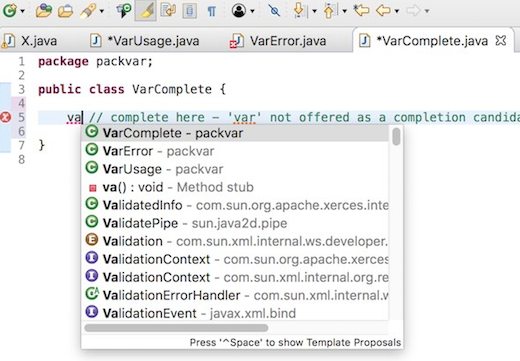 X.java
*VarUsage.java
VarError.java
*VarComplete.java
1 package packvar;
2
3 public class VarComplete {
4
5 va // complete here – 'var' not offered as a completion candida
6
7 }
8
VarComplete - packvar
VarError - packvar
VarUsage - packvar
va() : void - Method stub
ValidatedInfo - com.sun.org.apache.xerces.inte
ValidatePipe - sun.java2d.pipe
Validation - com.sun.xml.internal.ws.developer.
ValidationContext - com.sun.org.apache.xerces
ValidationContext - com.sun.xml.internal.org.re
ValidationErrorHandler - com.sun.xml.internal.w
ValidationEvent - javax.xml.bind
Press '^Space' to show Template Proposals